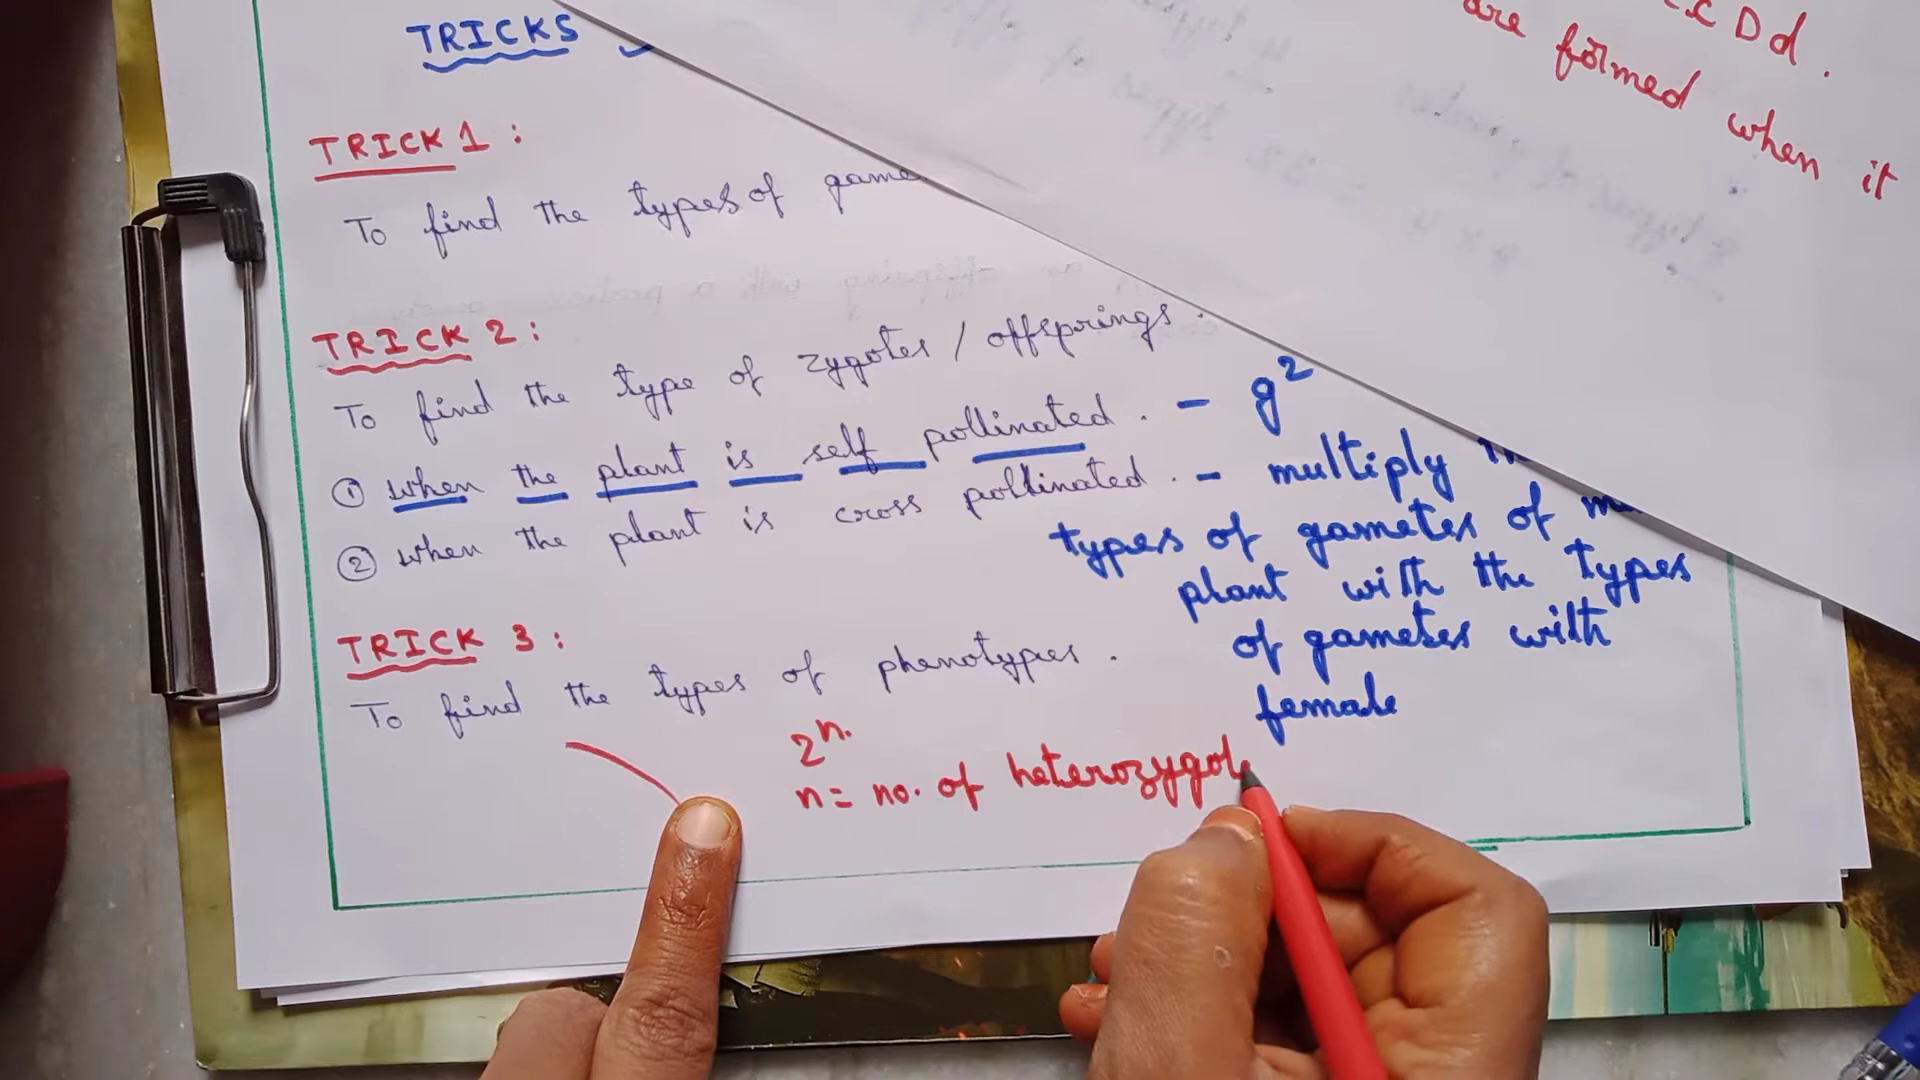 TRICKS
TRICK 1 :
To find the types of game
TRICK 2 :
To find the type of zygotes / offsprings .
① when the plant is self pollinated . - g²
② when the plant is cross pollinated . - multiply
types of gametes of
plant with the types
of gametes with
female
TRICK 3 :
To find the types of phenotypes .
2ⁿ.
n = no. of heterozygot
Dd .
are formed when it